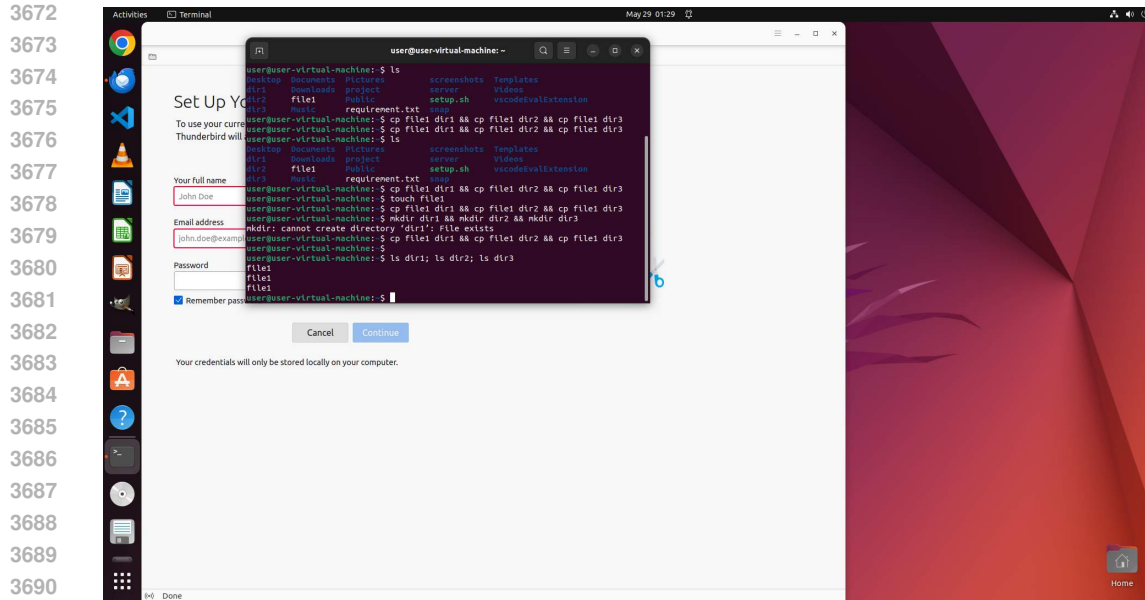 3672
3673
3674
3675
3676
3677
3678
3679
3680
3681
3682
3683
3684
3685
3686
3687
3688
3689
3690
Activities Terminal May 29 01:29
user@user-virtual-machine: ~
user@user-virtual-machine:~$ ls
Desktop Documents Pictures screenshots Templates
dir1 Downloads project server Videos
dir2 file1 Public setup.sh vscodeEvalExtension
dir3 Music requirement.txt snap
user@user-virtual-machine:~$ cp file1 dir1 && cp file1 dir2 && cp file1 dir3
user@user-virtual-machine:~$ cp file1 dir1 && cp file1 dir2 && cp file1 dir3
user@user-virtual-machine:~$ ls
Desktop Documents Pictures screenshots Templates
dir1 Downloads project server Videos
dir2 file1 Public setup.sh vscodeEvalExtension
dir3 Music requirement.txt snap
user@user-virtual-machine:~$ cp file1 dir1 && cp file1 dir2 && cp file1 dir3
user@user-virtual-machine:~$ touch file1
user@user-virtual-machine:~$ cp file1 dir1 && cp file1 dir2 && cp file1 dir3
user@user-virtual-machine:~$ mkdir dir1 && mkdir dir2 && mkdir dir3
mkdir: cannot create directory ‘dir1’: File exists
user@user-virtual-machine:~$ cp file1 dir1 && cp file1 dir2 && cp file1 dir3
user@user-virtual-machine:~$
user@user-virtual-machine:~$ ls dir1; ls dir2; ls dir3
file1
file1
file1
user@user-virtual-machine:~$
Set Up Yo
To use your curre
Thunderbird will
Your full name
John Doe
Email address
john.doe@exampl
Password
Remember pass
Cancel Continue
Your credentials will only be stored locally on your computer.
Done
Home